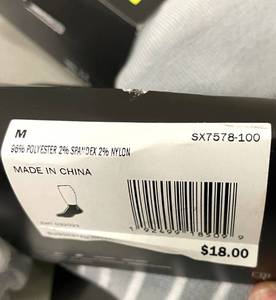 M
SX7578-100
96% POLYESTER 2% SPANDEX 2% NYLON
MADE IN CHINA
$18.00